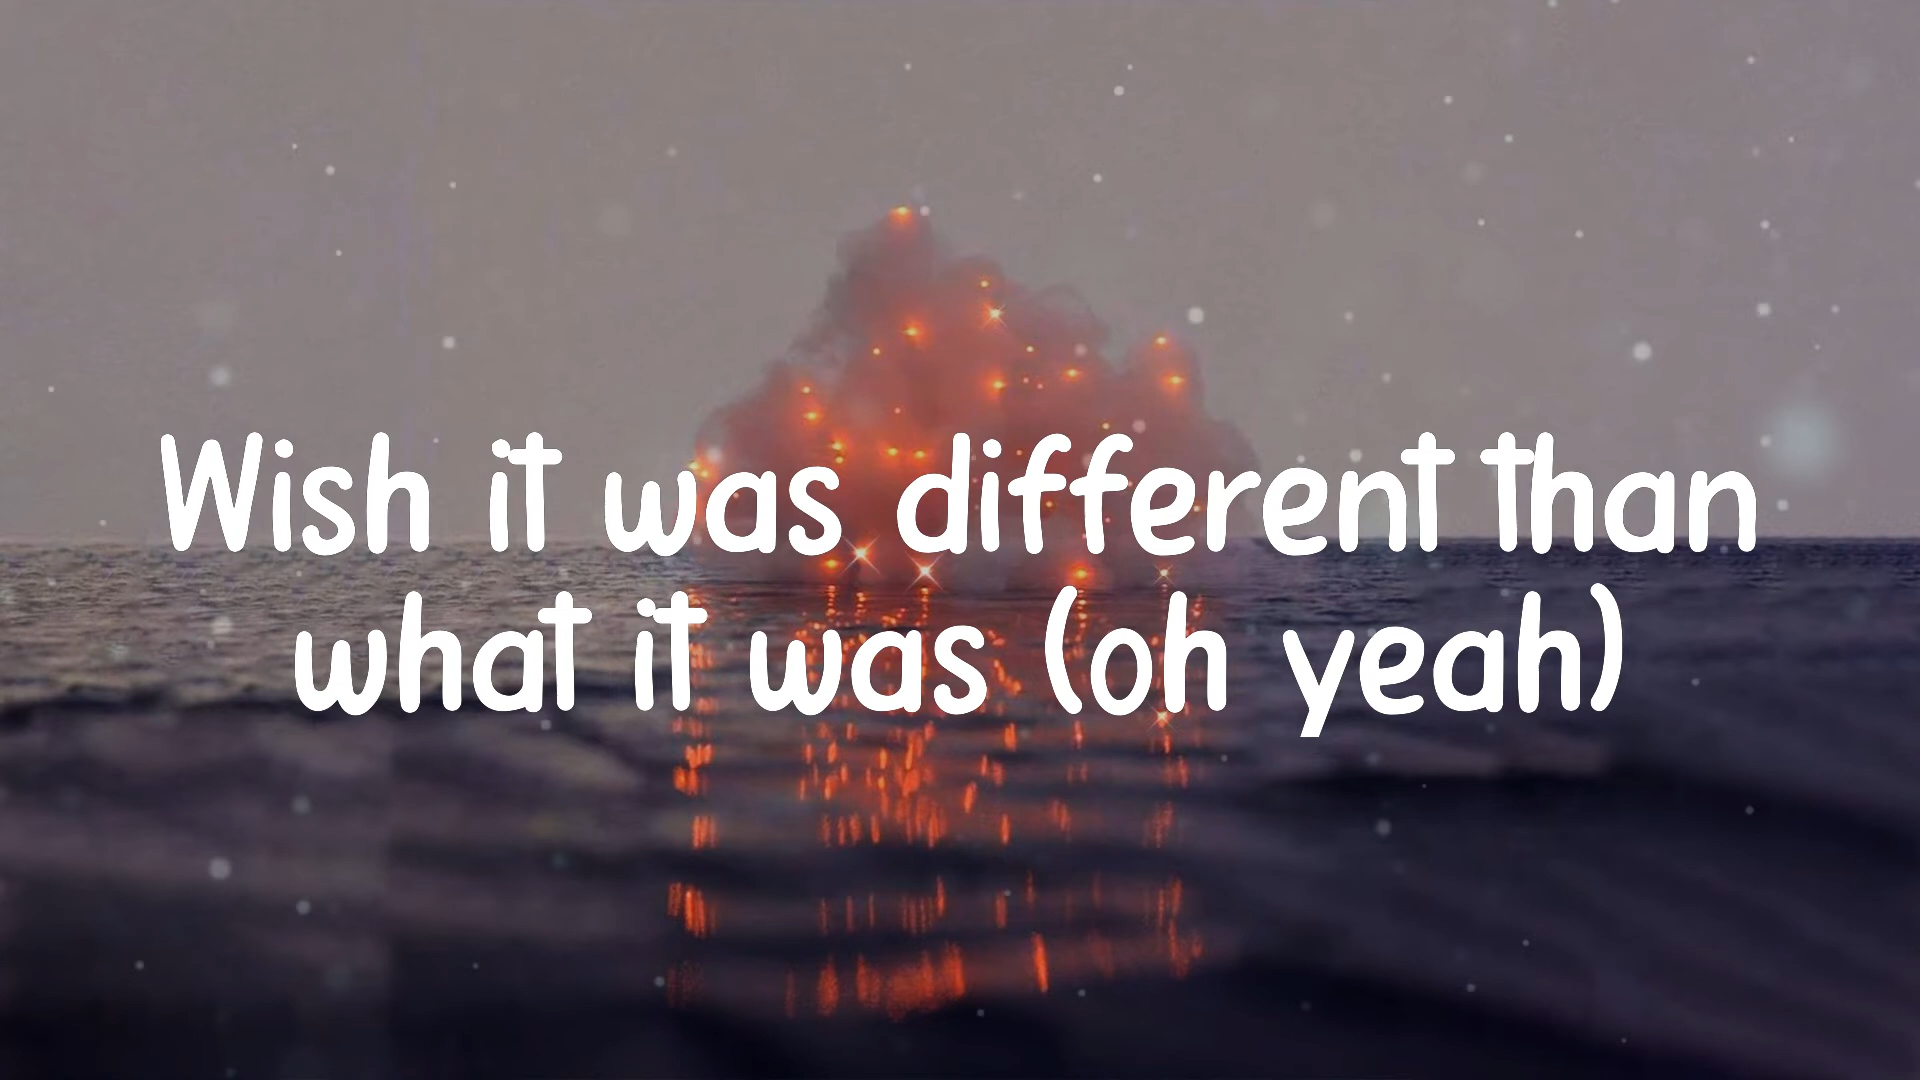 Wish it was different than
what it was (oh yeah)